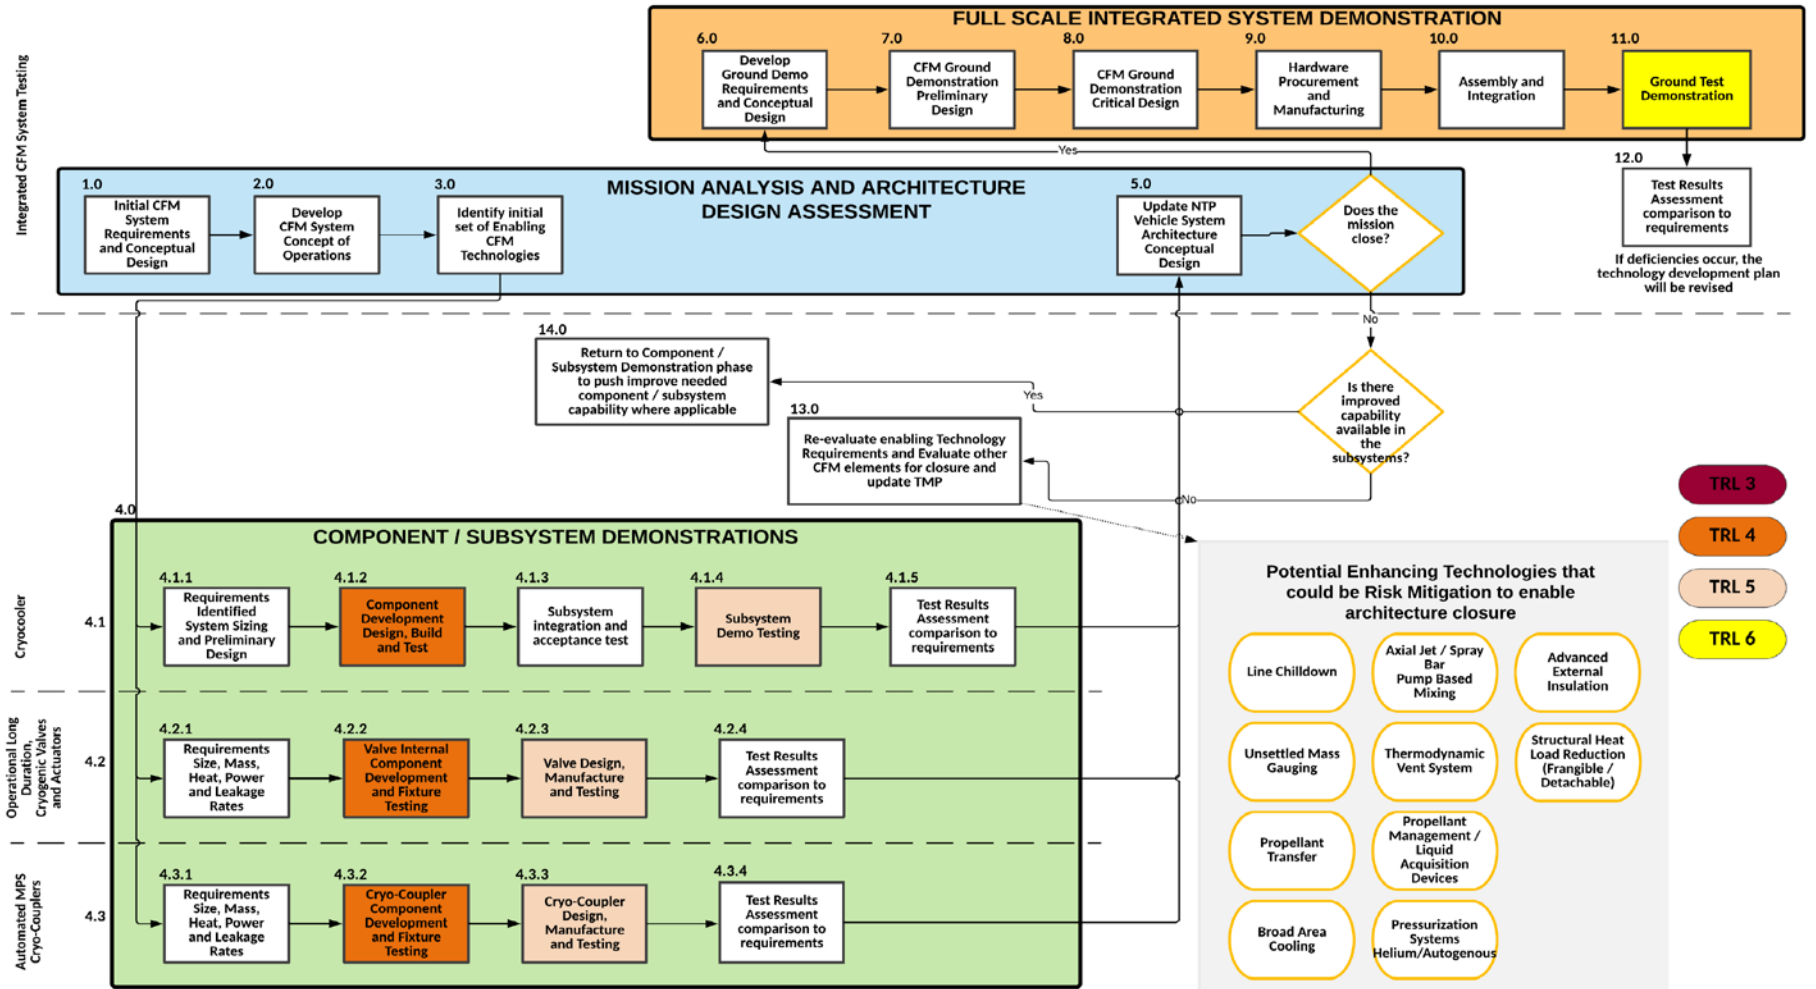 FULL SCALE INTEGRATED SYSTEM DEMONSTRATION
6.0
Develop
Ground Demo
Requirements
and Conceptual
Design
7.0
CFM Ground
Demonstration
Preliminary
Design
8.0
CFM Ground
Demonstration
Critical Design
9.0
Hardware
Procurement
and
Manufacturing
10.0
Assembly and
Integration
11.0
Ground Test
Demonstration
Integrated CFM System Testing
Yes
12.0
Test Results
Assessment
comparison to
requirements
If deficiencies occur, the
technology development plan
will be revised
MISSION ANALYSIS AND ARCHITECTURE
DESIGN ASSESSMENT
1.0
Initial CFM
System
Requirements
and Conceptual
Design
2.0
Develop
CFM System
Concept of
Operations
3.0
Identify initial
set of Enabling
CFM
Technologies
5.0
Update NTP
Vehicle System
Architecture
Conceptual
Design
Does the
mission
close?
No
14.0
Return to Component /
Subsystem Demonstration phase
to push improve needed
component / subsystem
capability where applicable
Yes
Is there
improved
capability
available in
the
subsystems?
13.0
Re-evaluate enabling Technology
Requirements and Evaluate other
CFM elements for closure and
update TMP
No
TRL 3
TRL 4
TRL 5
TRL 6
4.0
COMPONENT / SUBSYSTEM DEMONSTRATIONS
Cryocooler
4.1
4.1.1
Requirements
Identified
System Sizing
and Preliminary
Design
4.1.2
Component
Development
Design, Build
and Test
4.1.3
Subsystem
integration and
acceptance test
4.1.4
Subsystem
Demo Testing
4.1.5
Test Results
Assessment
comparison to
requirements
Operational Long
Duration,
Cryogenic Valves
and Actuators
4.2
4.2.1
Requirements
Size, Mass,
Heat, Power
and Leakage
Rates
4.2.2
Valve Internal
Component
Development
and Fixture
Testing
4.2.3
Valve Design,
Manufacture
and Testing
4.2.4
Test Results
Assessment
comparison to
requirements
Automated MPS
Cryo-Couplers
4.3
4.3.1
Requirements
Size, Mass,
Heat, Power
and Leakage
Rates
4.3.2
Cryo-Coupler
Component
Development
and Fixture
Testing
4.3.3
Cryo-Coupler
Design,
Manufacture
and Testing
4.3.4
Test Results
Assessment
comparison to
requirements
Potential Enhancing Technologies that
could be Risk Mitigation to enable
architecture closure
Line Chilldown
Axial Jet / Spray
Bar
Pump Based
Mixing
Advanced
External
Insulation
Unsettled Mass
Gauging
Thermodynamic
Vent System
Structural Heat
Load Reduction
(Frangible /
Detachable)
Propellant
Transfer
Propellant
Management /
Liquid
Acquisition
Devices
Broad Area
Cooling
Pressurization
Systems
Helium/Autogenous